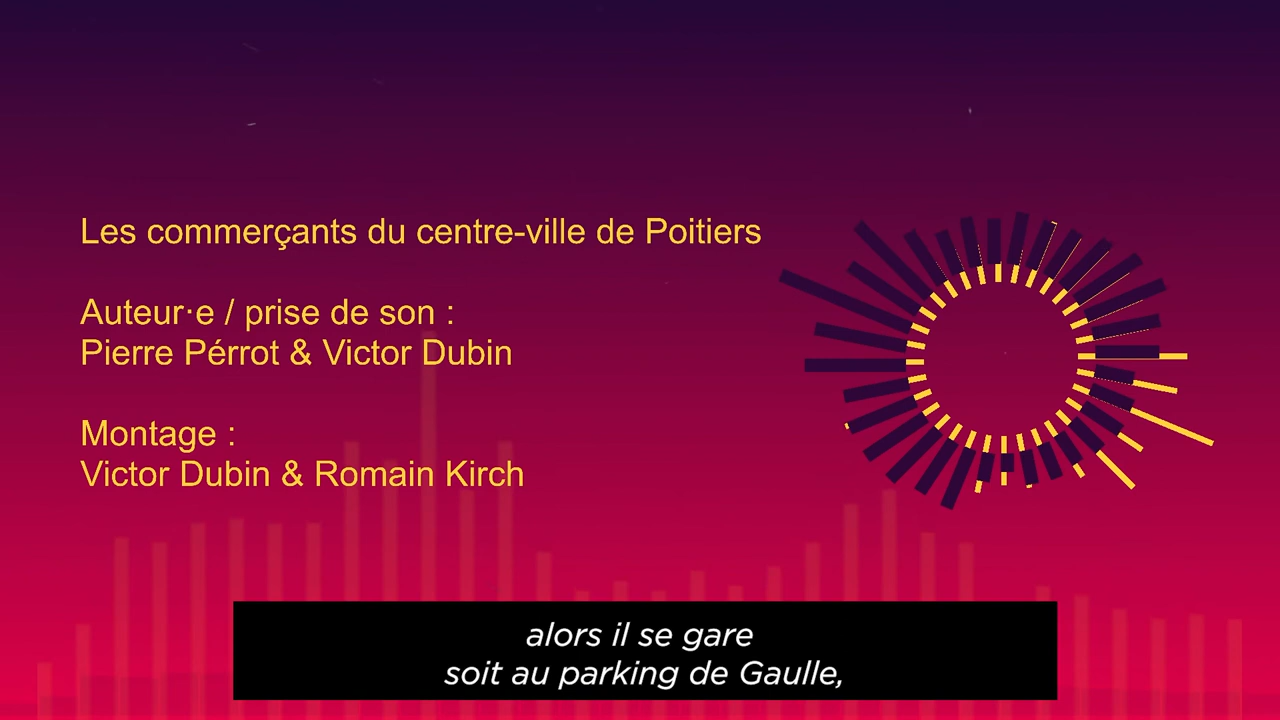 Les commerçants du centre-ville de Poitiers
Auteur·e / prise de son :
Pierre Pérrot & Victor Dubin
Montage :
Victor Dubin & Romain Kirch
alors il se gare
soit au parking de Gaulle,